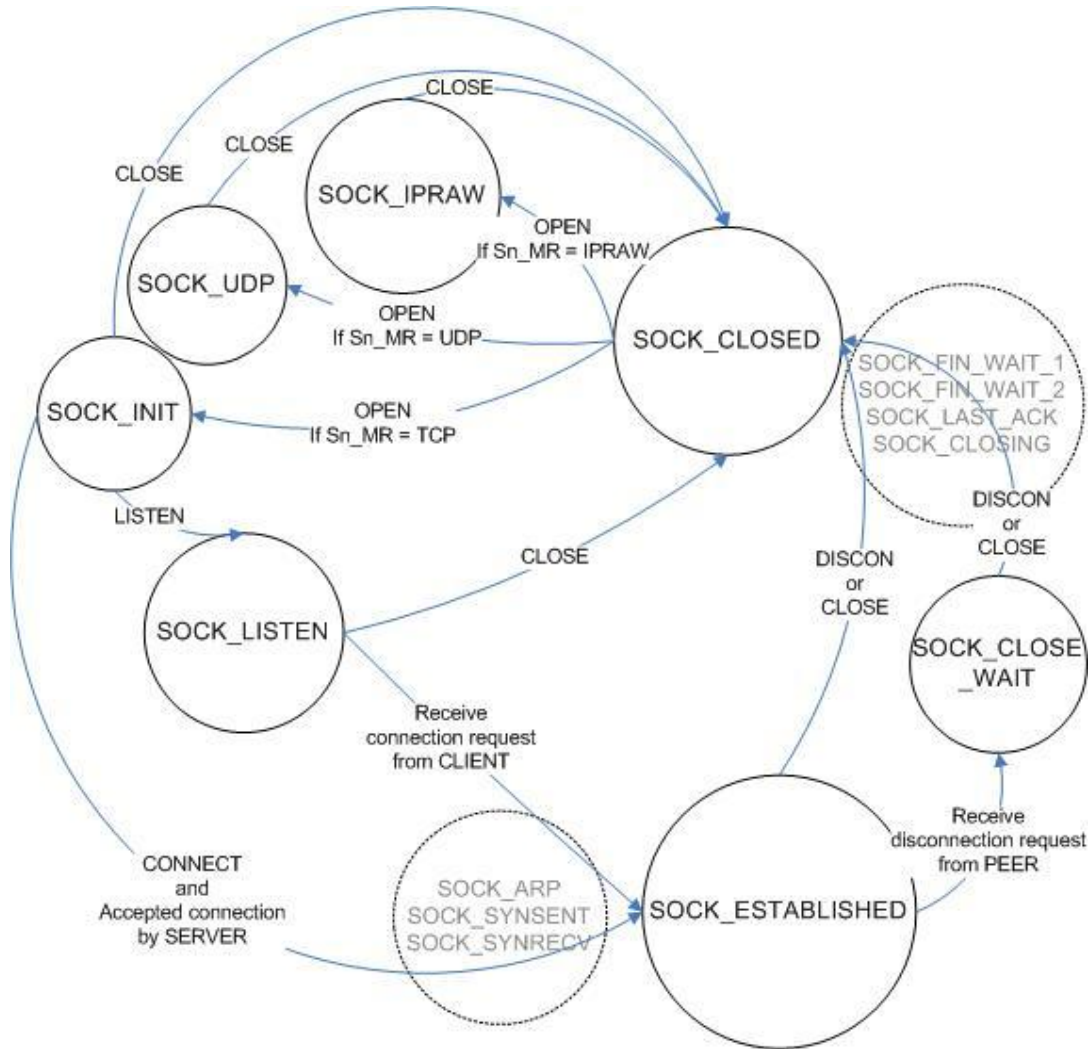 CLOSE
CLOSE
CLOSE
SOCK_IPRAW
OPEN
If Sn_MR = IPRAW
SOCK_UDP
OPEN
If Sn_MR = UDP
SOCK_CLOSED
SOCK_FIN_WAIT_1
SOCK_FIN_WAIT_2
SOCK_LAST_ACK
SOCK_CLOSING
SOCK_INIT
OPEN
If Sn_MR = TCP
LISTEN
SOCK_LISTEN
CLOSE
DISCON
or
CLOSE
DISCON
or
CLOSE
SOCK_CLOSE
_WAIT
Receive
connection request
from CLIENT
Receive
disconnection request
from PEER
CONNECT
and
Accepted connection
by SERVER
SOCK_ARP
SOCK_SYNSENT
SOCK_SYNRECV
SOCK_ESTABLISHED